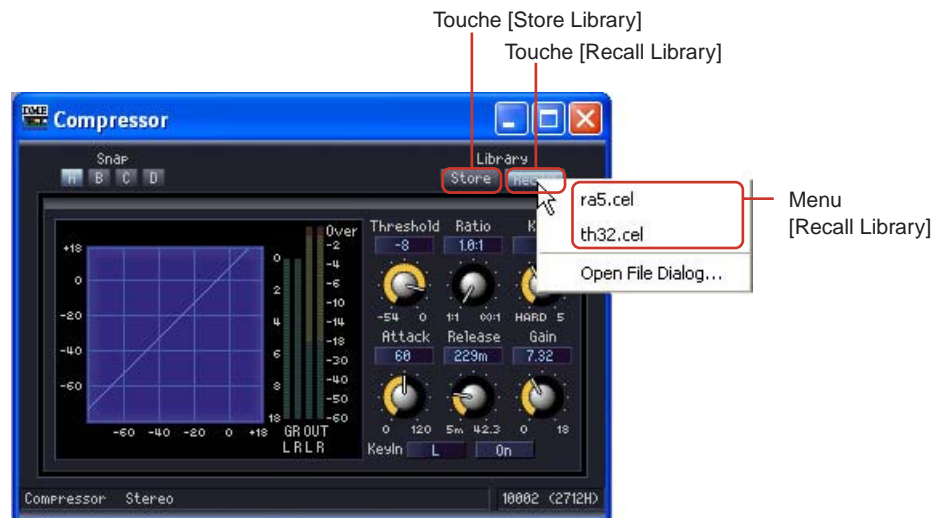 Touche [Store Library]
Touche [Recall Library]
DME
Compressor
Snap
Library
A B C D
Store
ra5.cel
th32.cel
Open File Dialog...
Menu
[Recall Library]
Threshold Ratio
-8 1.0:1
-54 0 1:1 ∞:1 HARD 5
Attack Release Gain
60 229m 7.32
0 120 5m 42.3 0 18
KeyIn L On
+18
0
-20
-40
-60
-60 -40 -20 0 +18
0
2
4
6
8
18
GR OUT
L R L R
Over
-2
-4
-6
-10
-14
-18
-30
-40
-50
-60
Compressor Stereo 10002 (2712H)